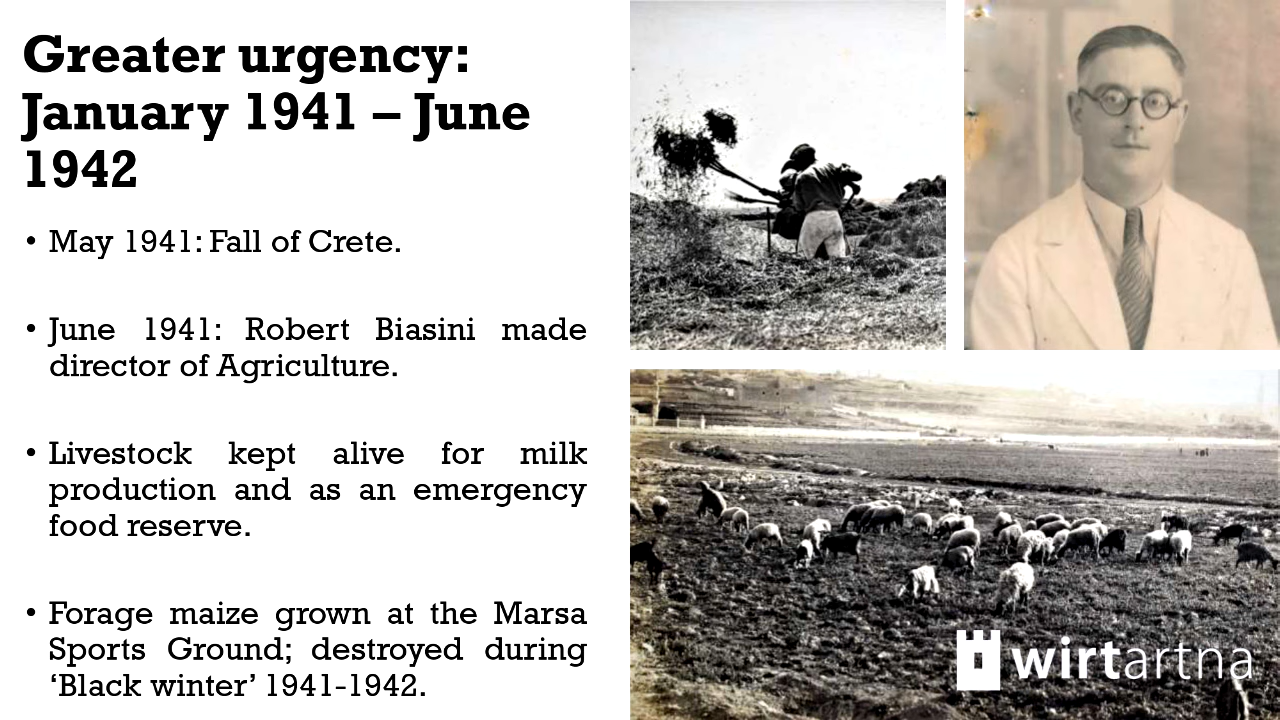 Greater urgency:
January 1941 – June
1942
• May 1941: Fall of Crete.
• June 1941: Robert Biasini made
director of Agriculture.
• Livestock kept alive for milk
production and as an emergency
food reserve.
• Forage maize grown at the Marsa
Sports Ground; destroyed during
‘Black winter’ 1941-1942.
wirtartna